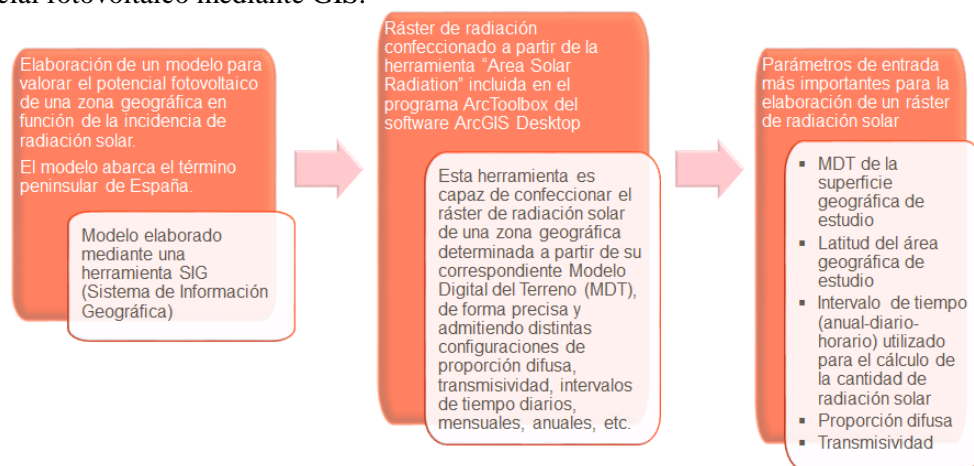 cial fotovoltaico mediante GIS.
Elaboración de un modelo para
valorar el potencial fotovoltaico
de una zona geográfica en
función de la incidencia de
radiación solar.
El modelo abarca el término
peninsular de España.
Modelo elaborado
mediante una
herramienta SIG
(Sistema de Información
Geográfica)
Ráster de radiación
confeccionado a partir de la
herramienta "Area Solar
Radiation" incluida en el
programa ArcToolbox del
software ArcGIS Desktop
Esta herramienta es
capaz de confeccionar el
ráster de radiación solar
de una zona geográfica
determinada a partir de su
correspondiente Modelo
Digital del Terreno (MDT),
de forma precisa y
admitiendo distintas
configuraciones de
proporción difusa,
transmisividad, intervalos
de tiempo diarios,
mensuales, anuales, etc.
Parámetros de entrada
más importantes para la
elaboración de un ráster
de radiación solar
▪ MDT de la
superficie
geográfica de
estudio
▪ Latitud del área
geográfica de
estudio
▪ Intervalo de tiempo
(anual-diario-
horario) utilizado
para el cálculo de
la cantidad de
radiación solar
▪ Proporción difusa
▪ Transmisividad